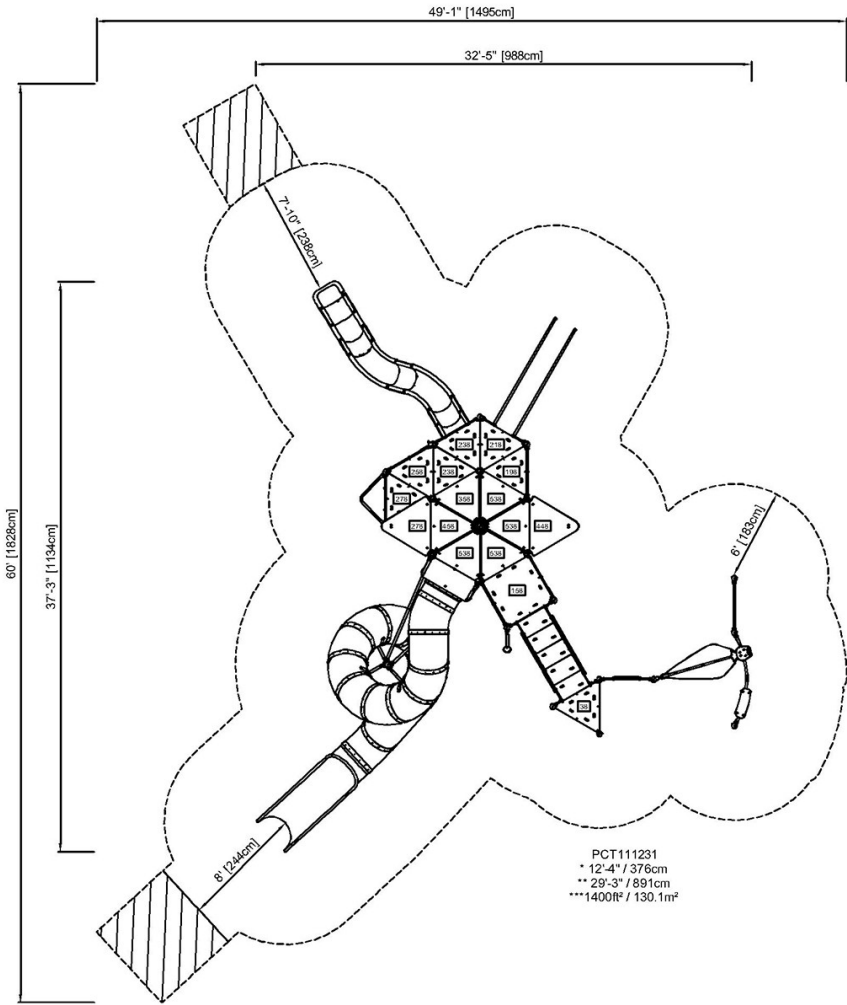 49'-1" [1495cm]
32'-5" [988cm]
7'-10" [238cm]
60' [1828cm]
37'-3" [1134cm]
238 218
258 238 198
278 358 538
278 458 538 448
538 538
158
6' [183cm]
38
8' [244cm]
PCT111231
* 12'-4" / 376cm
** 29'-3" / 891cm
***1400ft² / 130.1m²